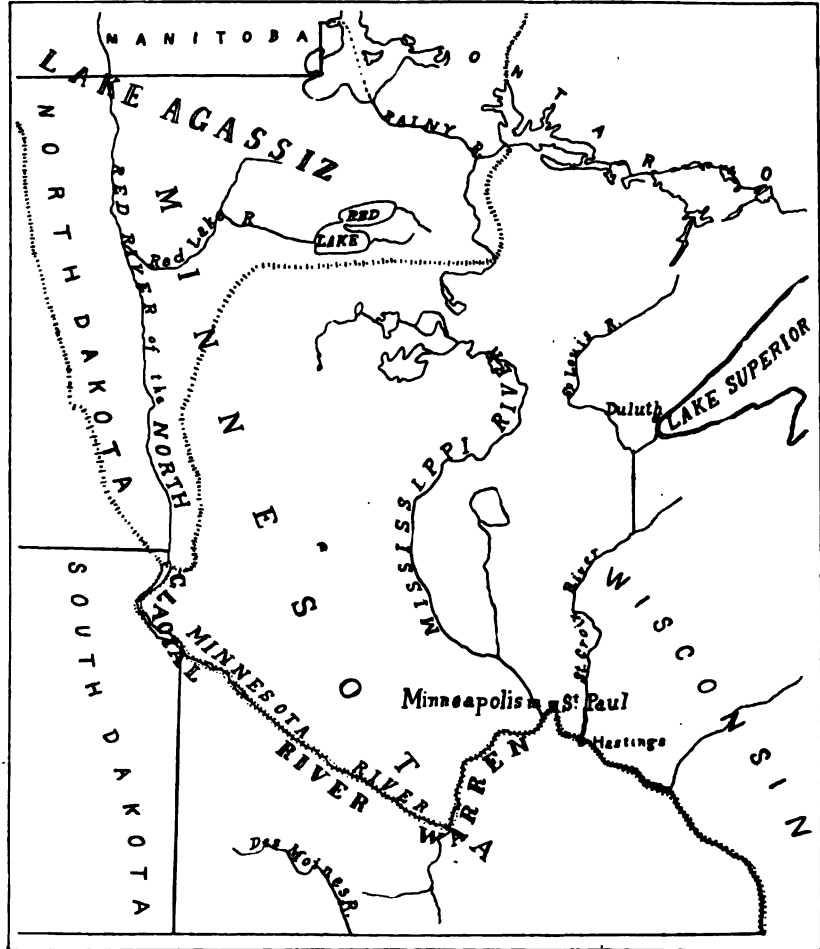 MANITOBA
ONTARIO
LAKE AGASSIZ
RAINY R.
NORTH DAKOTA
RED RIVER of the NORTH
Red Lake R
RED
LAKE
MINNESOTA
St Louis R.
Duluth
LAKE SUPERIOR
MISSISSIPPI RIVER
River
St Croix
WISCONSIN
GLACIAL
RIVER
WARREN
MINNESOTA
RIVER
SOUTH DAKOTA
Minneapolis
St. Paul
Hastings
Des Moines R.